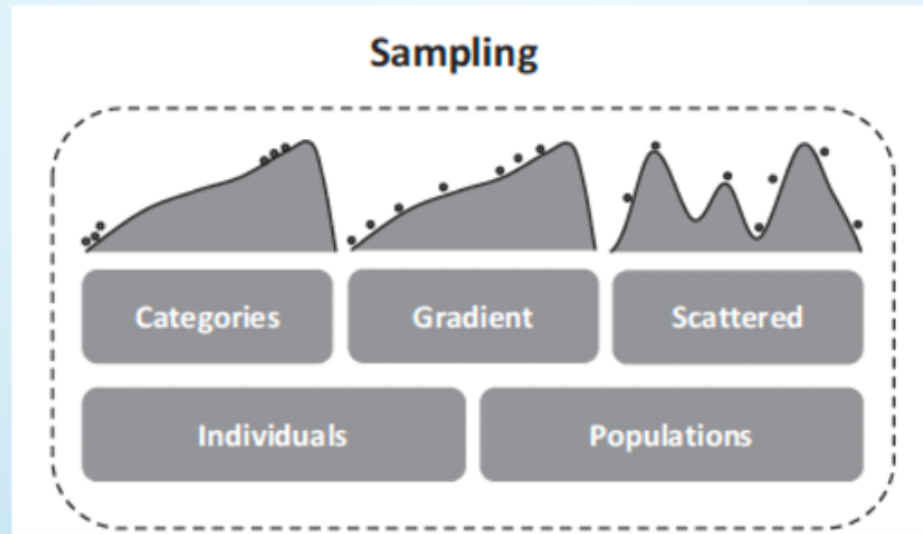 Sampling
Categories
Gradient
Scattered
Individuals
Populations